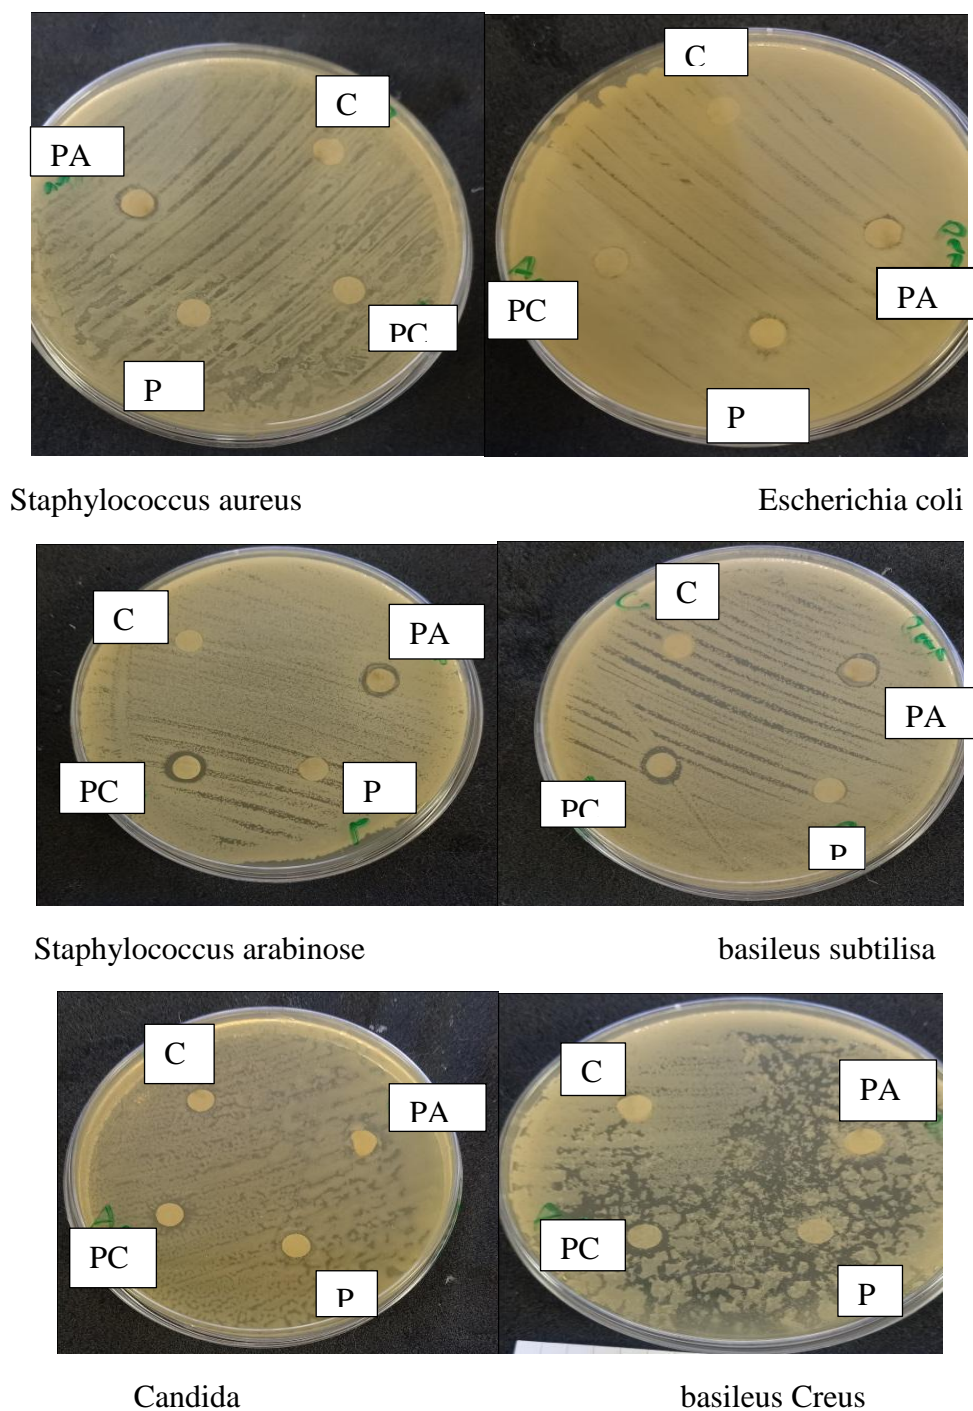 C
PA
PC
P
C
PC
PA
P
Staphylococcus aureus
Escherichia coli
C
PA
PC
P
C
PA
PC
P
Staphylococcus arabinose
basileus subtilisa
C
PA
PC
P
C
PA
PC
P
Candida
basileus Creus